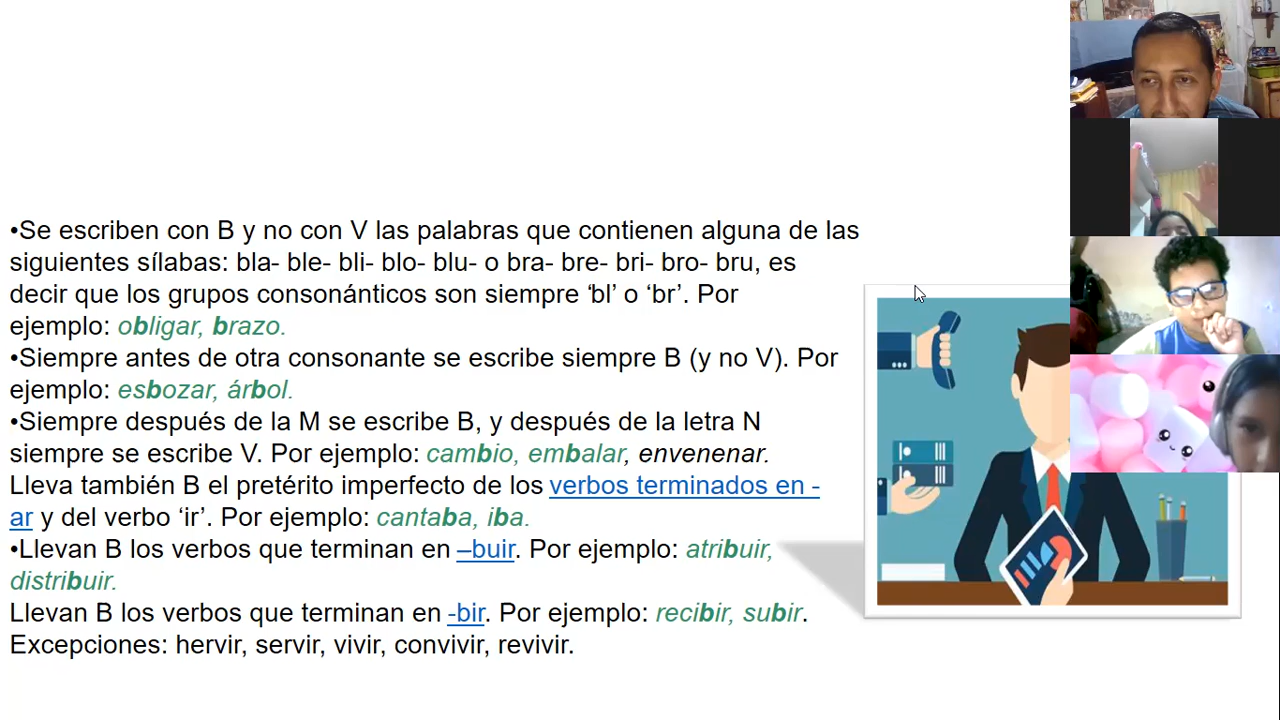 •Se escriben con B y no con V las palabras que contienen alguna de las
siguientes sílabas: bla- ble- bli- blo- blu- o bra- bre- bri- bro- bru, es
decir que los grupos consonánticos son siempre ‘bl’ o ‘br’. Por
ejemplo: obligar, brazo.
•Siempre antes de otra consonante se escribe siempre B (y no V). Por
ejemplo: esbozar, árbol.
•Siempre después de la M se escribe B, y después de la letra N
siempre se escribe V. Por ejemplo: cambio, embalar, envenenar.
Lleva también B el pretérito imperfecto de los verbos terminados en -
ar y del verbo ‘ir’. Por ejemplo: cantaba, iba.
•Llevan B los verbos que terminan en –buir. Por ejemplo: atribuir,
distribuir.
Llevan B los verbos que terminan en -bir. Por ejemplo: recibir, subir.
Excepciones: hervir, servir, vivir, convivir, revivir.